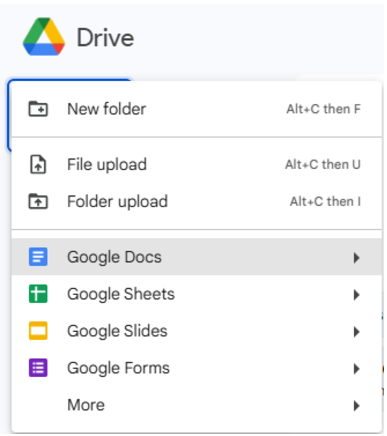 Drive
New folder Alt+C then F
File upload Alt+C then U
Folder upload Alt+C then I
Google Docs
Google Sheets
Google Slides
Google Forms
More